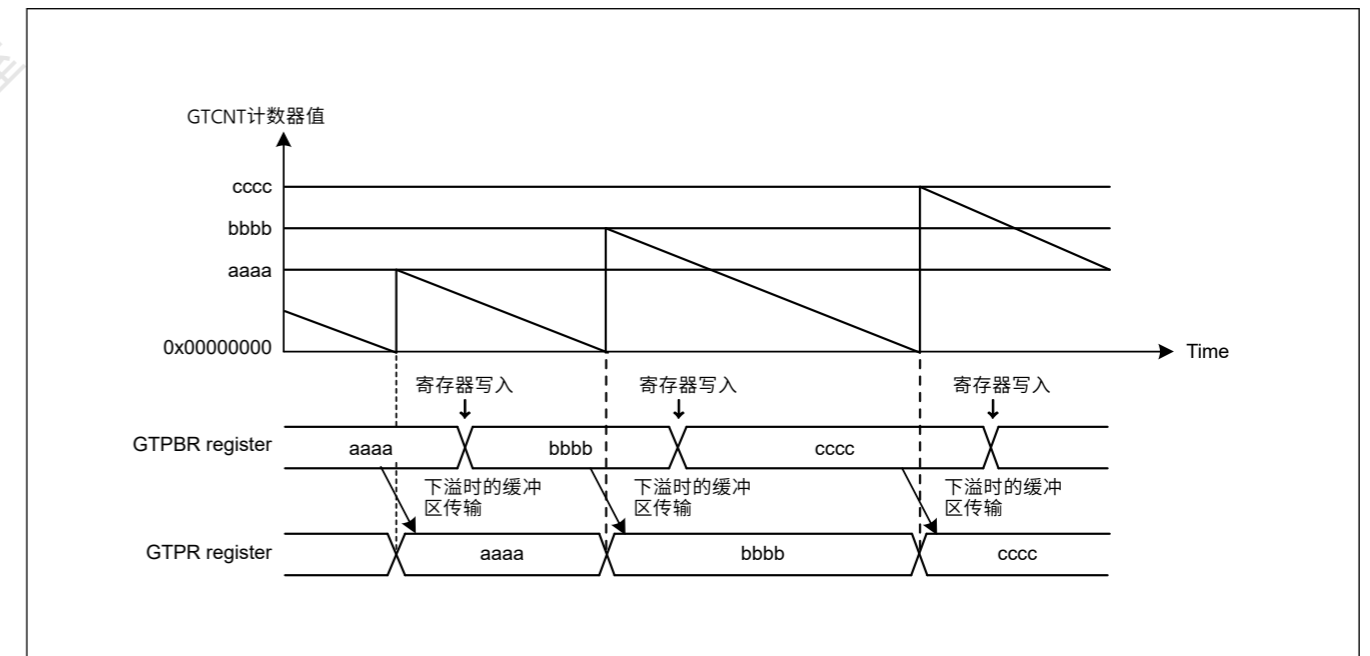 GTCNT计数器值
cccc
bbbb
aaaa
0x00000000
Time
寄存器写入
寄存器写入
寄存器写入
GTPBR register
aaaa
bbbb
cccc
下溢时的缓冲
区传输
下溢时的缓冲
区传输
下溢时的缓冲
区传输
GTPR register
aaaa
bbbb
cccc